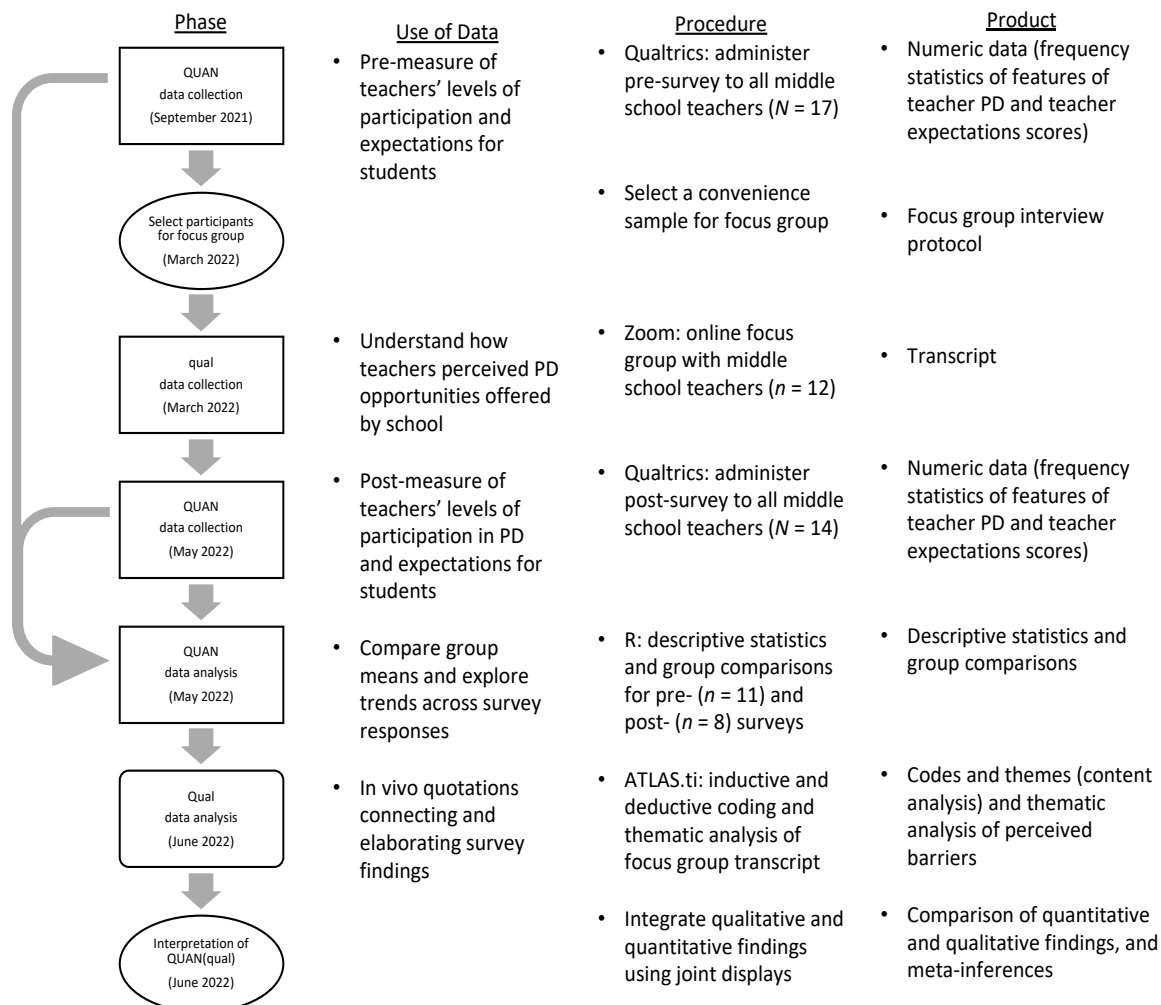 Phase
QUAN
data collection
(September 2021)
Select participants
for focus group
(March 2022)
qual
data collection
(March 2022)
QUAN
data collection
(May 2022)
QUAN
data analysis
(May 2022)
Qual
data analysis
(June 2022)
Interpretation of
QUAN(qual)
(June 2022)
Use of Data
• Pre-measure of
teachers’ levels of
participation and
expectations for
students
• Understand how
teachers perceived PD
opportunities offered
by school
• Post-measure of
teachers’ levels of
participation in PD
and expectations for
students
• Compare group
means and explore
trends across survey
responses
• In vivo quotations
connecting and
elaborating survey
findings
Procedure
• Qualtrics: administer
pre-survey to all middle
school teachers (N = 17)
• Select a convenience
sample for focus group
• Zoom: online focus
group with middle
school teachers (n = 12)
• Qualtrics: administer
post-survey to all middle
school teachers (N = 14)
• R: descriptive statistics
and group comparisons
for pre- (n = 11) and
post- (n = 8) surveys
• ATLAS.ti: inductive and
deductive coding and
thematic analysis of
focus group transcript
• Integrate qualitative and
quantitative findings
using joint displays
Product
• Numeric data (frequency
statistics of features of
teacher PD and teacher
expectations scores)
• Focus group interview
protocol
• Transcript
• Numeric data (frequency
statistics of features of
teacher PD and teacher
expectations scores)
• Descriptive statistics and
group comparisons
• Codes and themes (content
analysis) and thematic
analysis of perceived
barriers
• Comparison of quantitative
and qualitative findings, and
meta-inferences